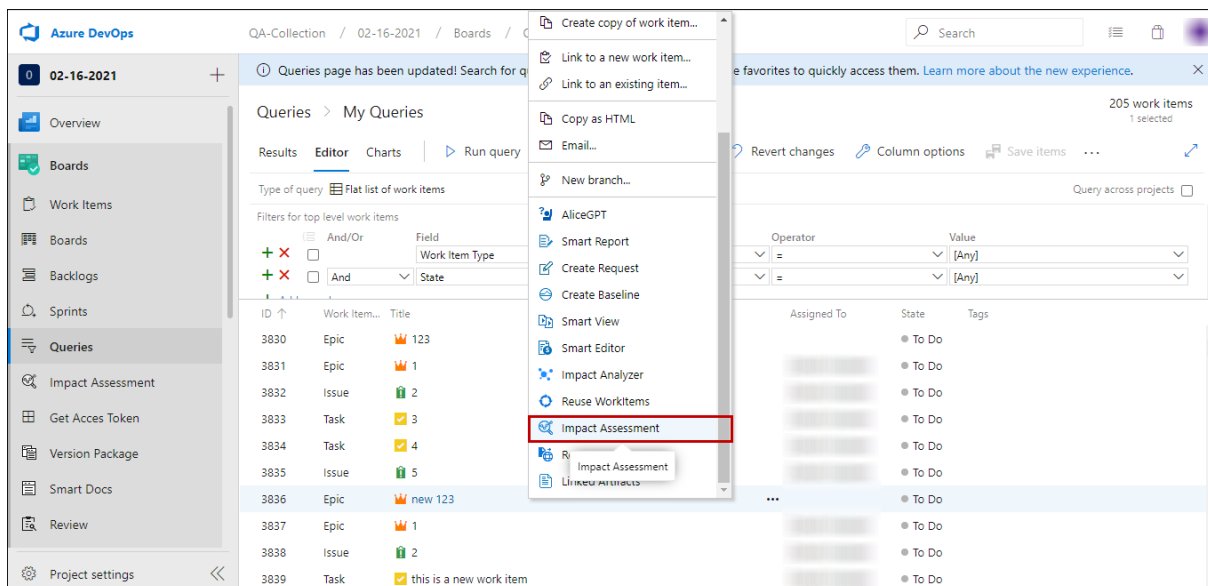 Azure DevOps
QA-Collection / 02-16-2021 / Boards /
Search
0 02-16-2021
Queries page has been updated! Search for
favorites to quickly access them. Learn more about the new experience.
Queries > My Queries
205 work items
1 selected
Results Editor Charts Run query
Revert changes Column options Save items ...
Type of query Flat list of work items
Query across projects
Filters for top level work items
And/Or Field Operator Value
Work Item Type = [Any]
And State = [Any]
Overview
Boards
Work Items
Boards
Backlogs
Sprints
Queries
Impact Assessment
Get Acces Token
Version Package
Smart Docs
Review
Project settings
Create copy of work item...
Link to a new work item...
Link to an existing item...
Copy as HTML
Email...
New branch...
AliceGPT
Smart Report
Create Request
Create Baseline
Smart View
Smart Editor
Impact Analyzer
Reuse WorkItems
Impact Assessment
Impact Assessment
Linked Artifacts
ID Work Item... Title Assigned To State Tags
3830 Epic 123 To Do
3831 Epic 1 To Do
3832 Issue 2 To Do
3833 Task 3 To Do
3834 Task 4 To Do
3835 Issue 5 To Do
3836 Epic new 123 ... To Do
3837 Epic 1 To Do
3838 Issue 2 To Do
3839 Task this is a new work item To Do